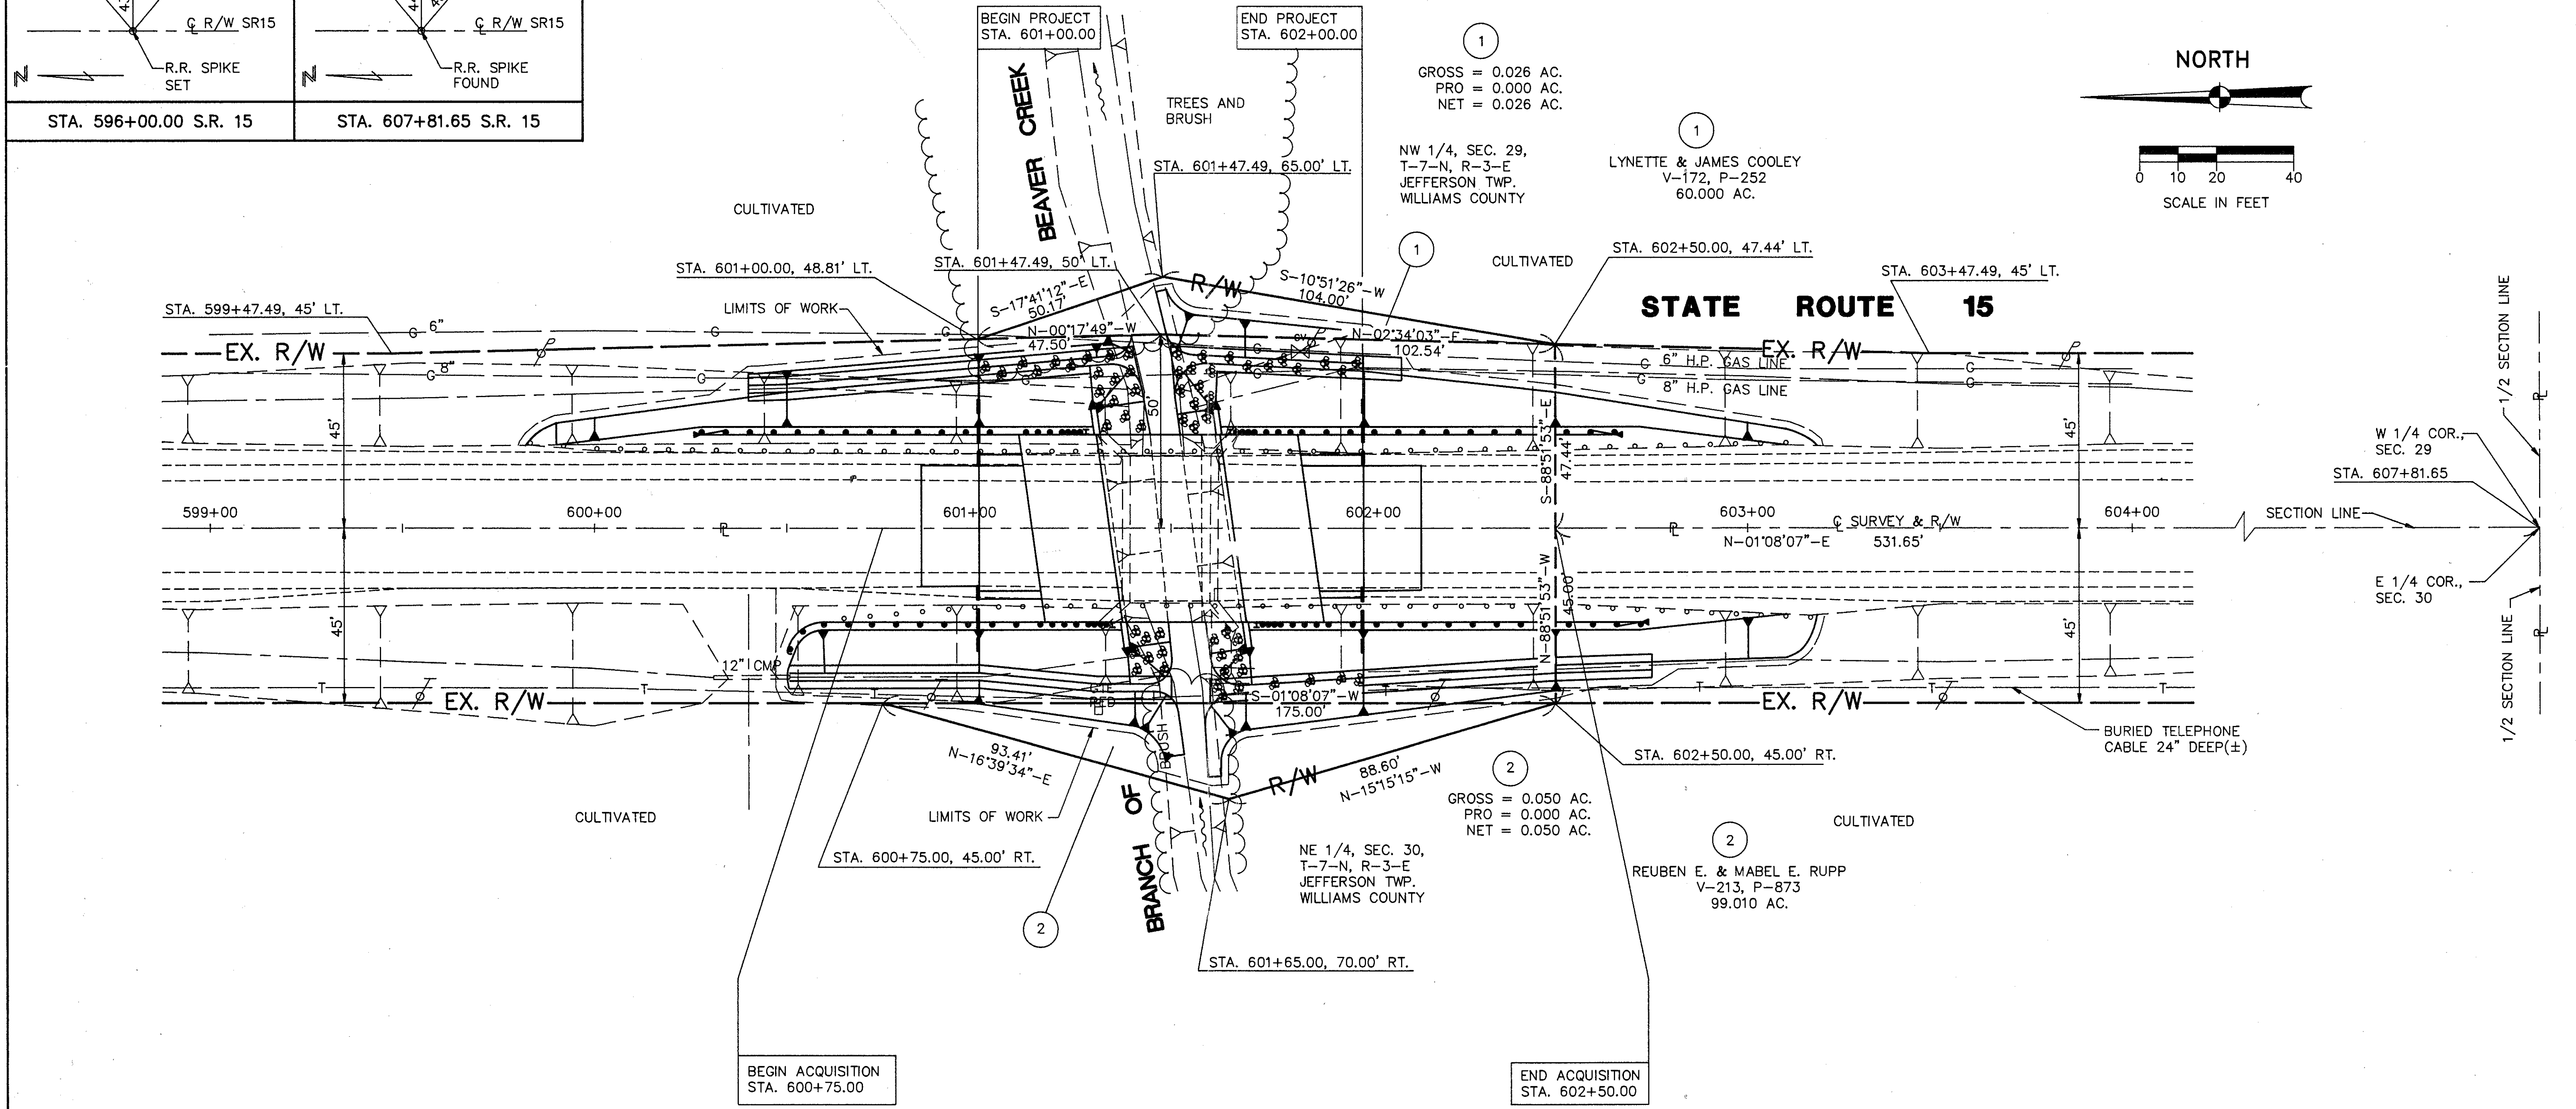 ℄ R/W SR15
R.R. SPIKE
SET
N
STA. 596+00.00 S.R. 15
℄ R/W SR15
R.R. SPIKE
FOUND
N
STA. 607+81.65 S.R. 15
BEGIN PROJECT
STA. 601+00.00
END PROJECT
STA. 602+00.00
BEAVER CREEK
TREES AND
BRUSH
1
GROSS = 0.026 AC.
PRO = 0.000 AC.
NET = 0.026 AC.
NW 1/4, SEC. 29,
T-7-N, R-3-E
JEFFERSON TWP.
WILLIAMS COUNTY
1
LYNETTE & JAMES COOLEY
V-172, P-252
60.000 AC.
NORTH
0 10 20 40
SCALE IN FEET
CULTIVATED
STA. 601+47.49, 65.00' LT.
STA. 601+00.00, 48.81' LT.
STA. 601+47.49, 50' LT.
1
CULTIVATED
STA. 602+50.00, 47.44' LT.
STA. 603+47.49, 45' LT.
STATE ROUTE 15
STA. 599+47.49, 45' LT.
LIMITS OF WORK
S-17°41'12"-E
50.17'
R/W
S-10°51'26"-W
104.00'
N-00°17'49"-W
47.50'
N-02°34'03"-E
102.54'
G 6" G G
EX. R/W
EX. R/W
G 8" G G
G 6" H.P. GAS LINE G
G 8" H.P. GAS LINE G
45'
50'
S-88°51'53"-E
47.44'
45'
1/2 SECTION LINE
W 1/4 COR.,
SEC. 29
STA. 607+81.65
599+00 600+00 601+00 602+00 603+00 604+00
℄ SURVEY & R/W
N-01°08'07"-E 531.65'
SECTION LINE
E 1/4 COR.,
SEC. 30
1/2 SECTION LINE
45'
N-88°51'53"-W
45.00'
45'
12" CMP
T T T T T T
EX. R/W
S-01°08'07"-W
175.00'
EX. R/W
BRUSH
BURIED TELEPHONE
CABLE 24" DEEP(±)
93.41'
N-16°39'34"-E
R/W
88.60'
N-15°15'15"-W
STA. 602+50.00, 45.00' RT.
CULTIVATED
LIMITS OF WORK
STA. 600+75.00, 45.00' RT.
BRANCH OF
2
GROSS = 0.050 AC.
PRO = 0.000 AC.
NET = 0.050 AC.
CULTIVATED
NE 1/4, SEC. 30,
T-7-N, R-3-E
JEFFERSON TWP.
WILLIAMS COUNTY
2
REUBEN E. & MABEL E. RUPP
V-213, P-873
99.010 AC.
2
STA. 601+65.00, 70.00' RT.
BEGIN ACQUISITION
STA. 600+75.00
END ACQUISITION
STA. 602+50.00